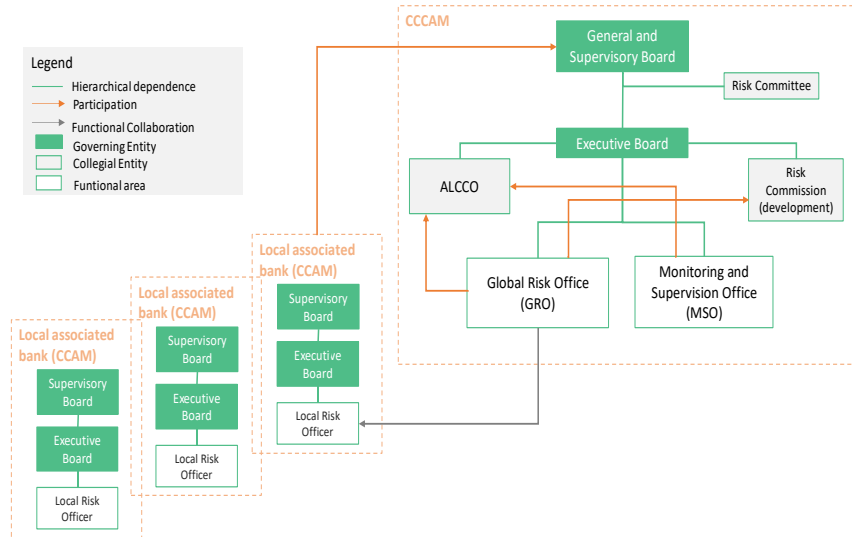 CCCAM
General and
Supervisory Board
Risk Committee
Executive Board
ALCCO
Risk
Commission
(development)
Global Risk Office
(GRO)
Monitoring and
Supervision Office
(MSO)
Legend
Hierarchical dependence
Participation
Functional Collaboration
Governing Entity
Collegial Entity
Funtional area
Local associated
bank (CCAM)
Supervisory
Board
Executive
Board
Local Risk
Officer
Local associated
bank (CCAM)
Supervisory
Board
Executive
Board
Local Risk
Officer
Local associated
bank (CCAM)
Supervisory
Board
Executive
Board
Local Risk
Officer